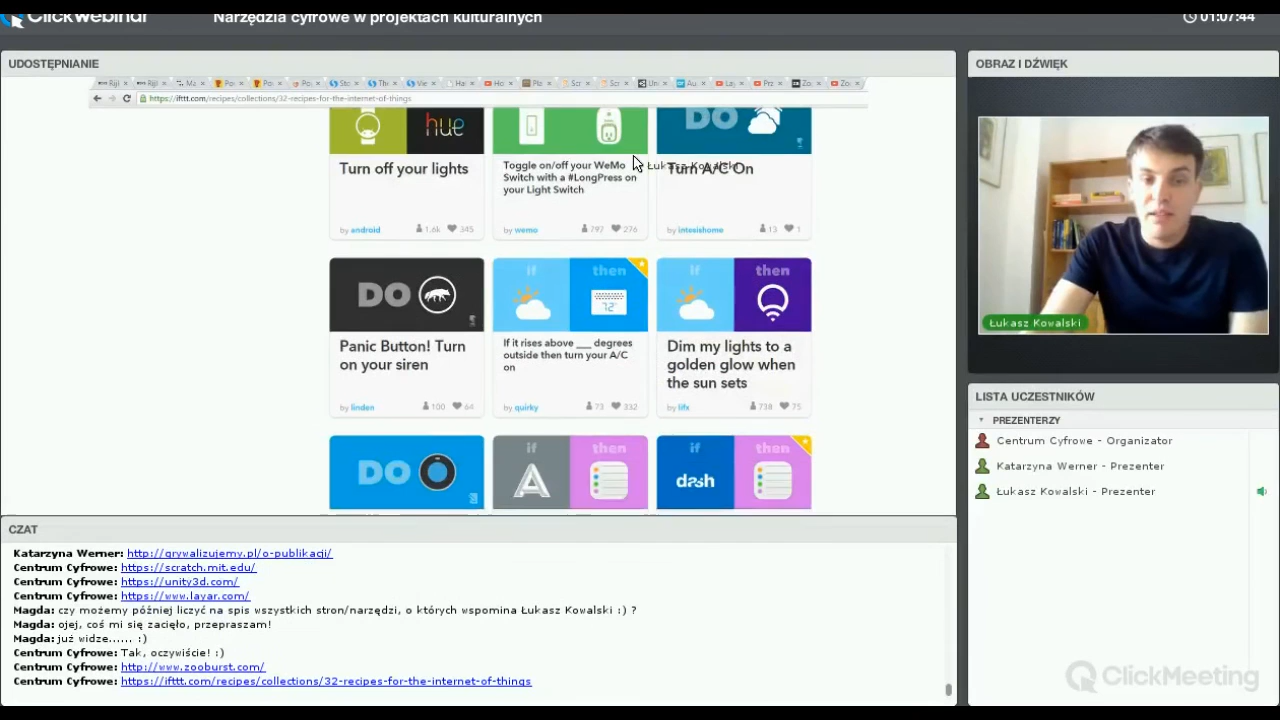 ClickWebinar
Narzędzia cyfrowe w projektach kulturalnych
01:07:44
UDOSTĘPNIANIE
https://ifttt.com/recipes/collections/32-recipes-for-the-internet-of-things
hue
DO
Turn off your lights
Toggle on/off your WeMo
Switch with a #LongPress on
your Light Switch
Łukasz Kowalski
Turn A/C On
by android 1.6k 345
by wemo 797 276
by intesishome 13 1
DO
if then
72°
if then
Panic Button! Turn
on your siren
If it rises above ___ degrees
outside then turn your A/C
on
Dim my lights to a
golden glow when
the sun sets
by linden 100 64
by quirky 73 332
by lifx 738 75
DO
if then
A
dash then
CZAT
Katarzyna Werner: http://grywalizujemy.pl/o-publikacji/
Centrum Cyfrowe: https://scratch.mit.edu/
Centrum Cyfrowe: https://unity3d.com/
Centrum Cyfrowe: https://www.layar.com/
Magda: czy możemy później liczyć na spis wszystkich stron/narzędzi, o których wspomina Łukasz Kowalski :) ?
Magda: ojej, coś mi się zacięło, przepraszam!
Magda: już widze...... :)
Centrum Cyfrowe: Tak, oczywiście! :)
Centrum Cyfrowe: http://www.zooburst.com/
Centrum Cyfrowe: https://ifttt.com/recipes/collections/32-recipes-for-the-internet-of-things
OBRAZ I DŹWIĘK
Łukasz Kowalski
LISTA UCZESTNIKÓW
PREZENTERZY
Centrum Cyfrowe - Organizator
Katarzyna Werner - Prezenter
Łukasz Kowalski - Prezenter
ClickMeeting